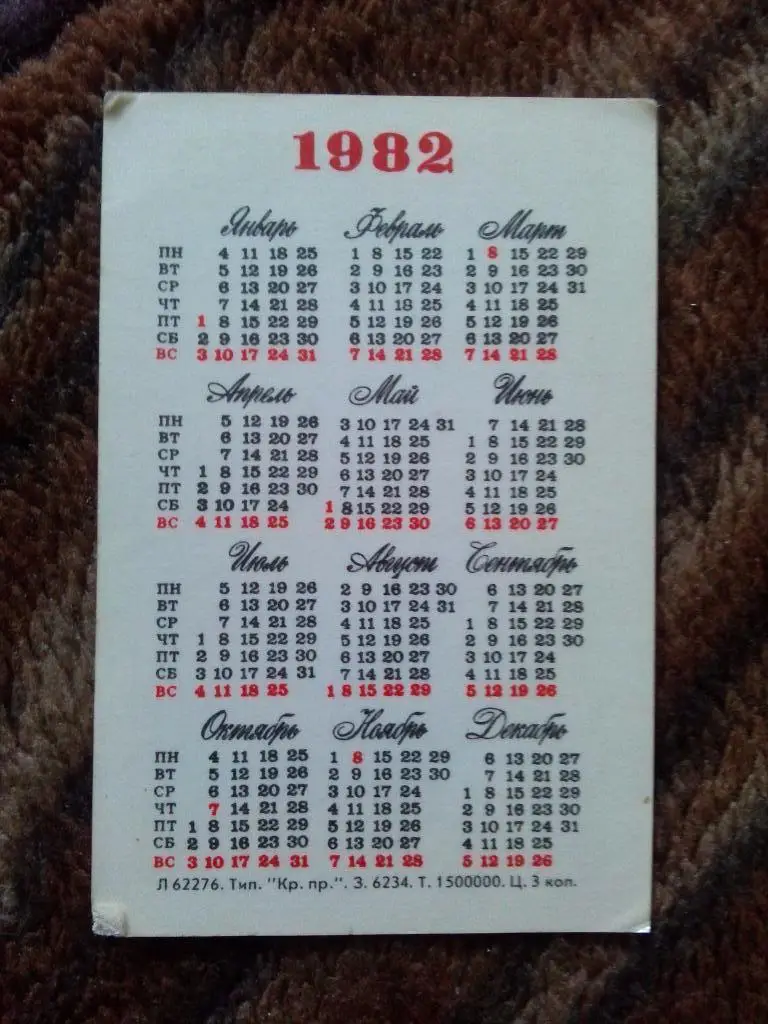 1982
Январь Февраль Март
ПН 4 11 18 25 1 8 15 22 1 8 15 22 29
ВТ 5 12 19 26 2 9 16 23 2 9 16 23 30
СР 6 13 20 27 3 10 17 24 3 10 17 24 31
ЧТ 7 14 21 28 4 11 18 25 4 11 18 25
ПТ 1 8 15 22 29 5 12 19 26 5 12 19 26
СБ 2 9 16 23 30 6 13 20 27 6 13 20 27
ВС 3 10 17 24 31 7 14 21 28 7 14 21 28
Апрель Май Июнь
ПН 5 12 19 26 3 10 17 24 31 7 14 21 28
ВТ 6 13 20 27 4 11 18 25 1 8 15 22 29
СР 7 14 21 28 5 12 19 26 2 9 16 23 30
ЧТ 1 8 15 22 29 6 13 20 27 3 10 17 24
ПТ 2 9 16 23 30 7 14 21 28 4 11 18 25
СБ 3 10 17 24 1 8 15 22 29 5 12 19 26
ВС 4 11 18 25 2 9 16 23 30 6 13 20 27
Июль Август Сентябрь
ПН 5 12 19 26 2 9 16 23 30 6 13 20 27
ВТ 6 13 20 27 3 10 17 24 31 7 14 21 28
СР 7 14 21 28 4 11 18 25 1 8 15 22 29
ЧТ 1 8 15 22 29 5 12 19 26 2 9 16 23 30
ПТ 2 9 16 23 30 6 13 20 27 3 10 17 24
СБ 3 10 17 24 31 7 14 21 28 4 11 18 25
ВС 4 11 18 25 1 8 15 22 29 5 12 19 26
Октябрь Ноябрь Декабрь
ПН 4 11 18 25 1 8 15 22 29 6 13 20 27
ВТ 5 12 19 26 2 9 16 23 30 7 14 21 28
СР 6 13 20 27 3 10 17 24 1 8 15 22 29
ЧТ 7 14 21 28 4 11 18 25 2 9 16 23 30
ПТ 1 8 15 22 29 5 12 19 26 3 10 17 24 31
СБ 2 9 16 23 30 6 13 20 27 4 11 18 25
ВС 3 10 17 24 31 7 14 21 28 5 12 19 26
Л 62276. Тип. "Кр. пр.". З. 6234. Т. 1500000. Ц. 3 коп.